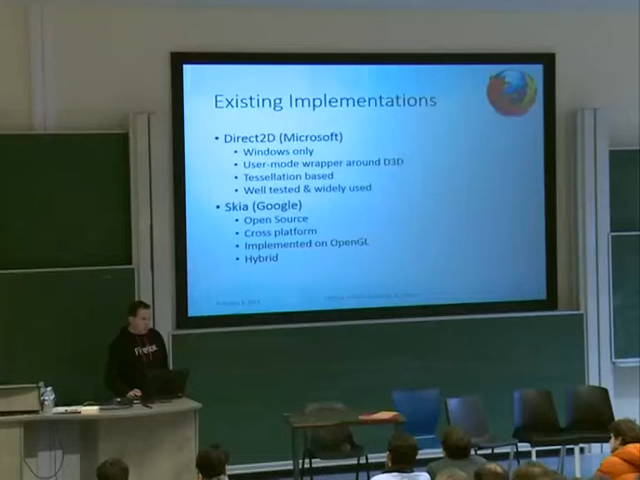 Existing Implementations
• Direct2D (Microsoft)
• Windows only
• User-mode wrapper around D3D
• Tessellation based
• Well tested & widely used
• Skia (Google)
• Open Source
• Cross platform
• Implemented on OpenGL
• Hybrid
Firefox